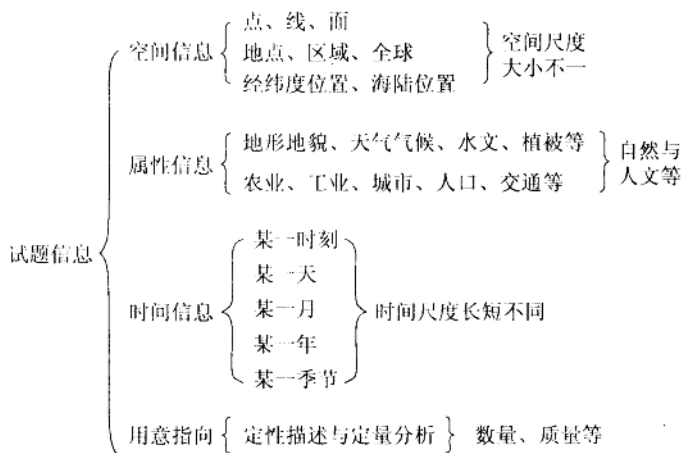 试题信息
空间信息
点、线、面
地点、区域、全球
经纬度位置、海陆位置
空间尺度
大小不一
属性信息
地形地貌、天气气候、水文、植被等
农业、工业、城市、人口、交通等
自然与
人文等
时间信息
某一时刻
某一天
某一月
某一年
某一季节
时间尺度长短不同
用意指向
定性描述与定量分析
数量、质量等